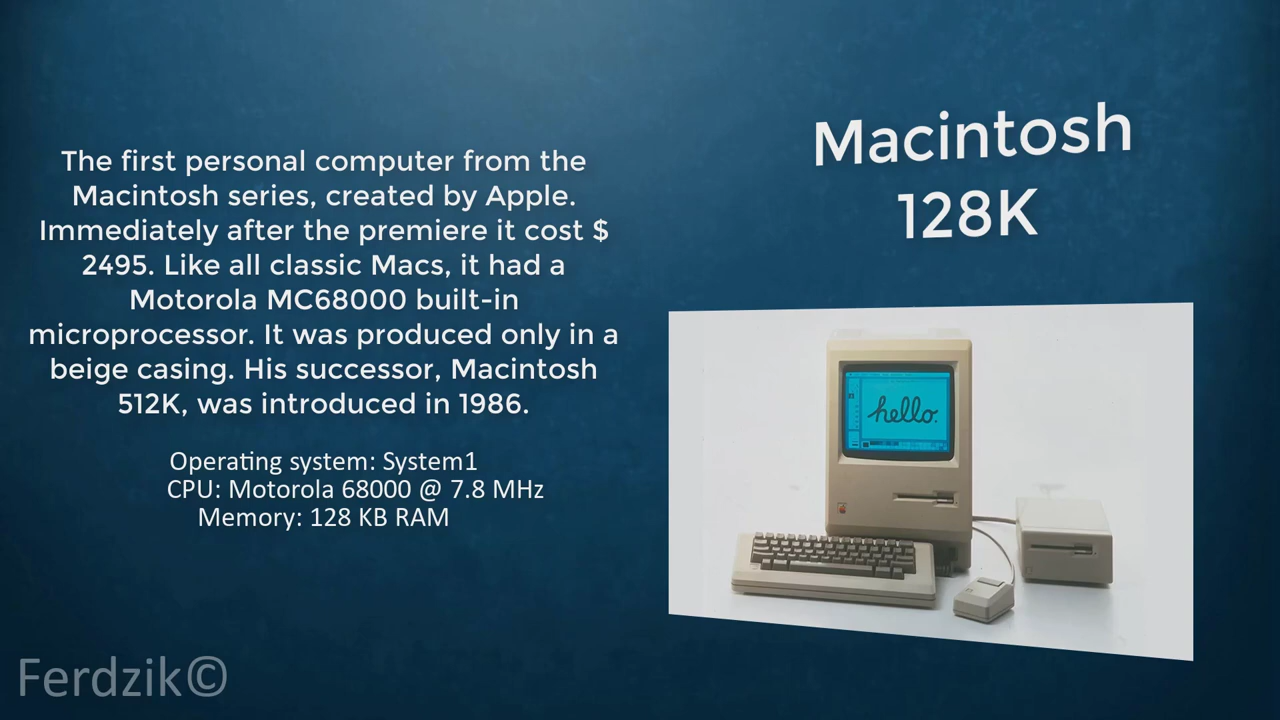 Macintosh
128K
The first personal computer from the
Macintosh series, created by Apple.
Immediately after the premiere it cost $
2495. Like all classic Macs, it had a
Motorola MC68000 built-in
microprocessor. It was produced only in a
beige casing. His successor, Macintosh
512K, was introduced in 1986.
Operating system: System1
CPU: Motorola 68000 @ 7.8 MHz
Memory: 128 KB RAM
hello.
Ferdzik©